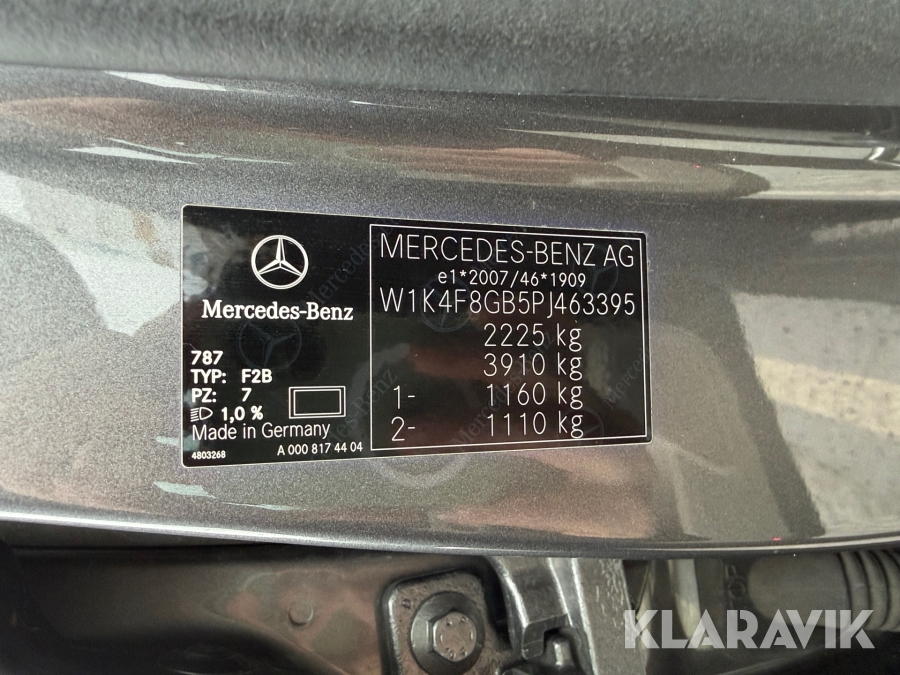 Mercedes-Benz
787
TYP: F2B
PZ: 7
1,0 %
Made in Germany
4803268 A 000 817 44 04
MERCEDES-BENZ AG
e1*2007/46*1909
W1K4F8GB5PJ463395
2225 kg
3910 kg
1- 1160 kg
2- 1110 kg
KLARAVIK